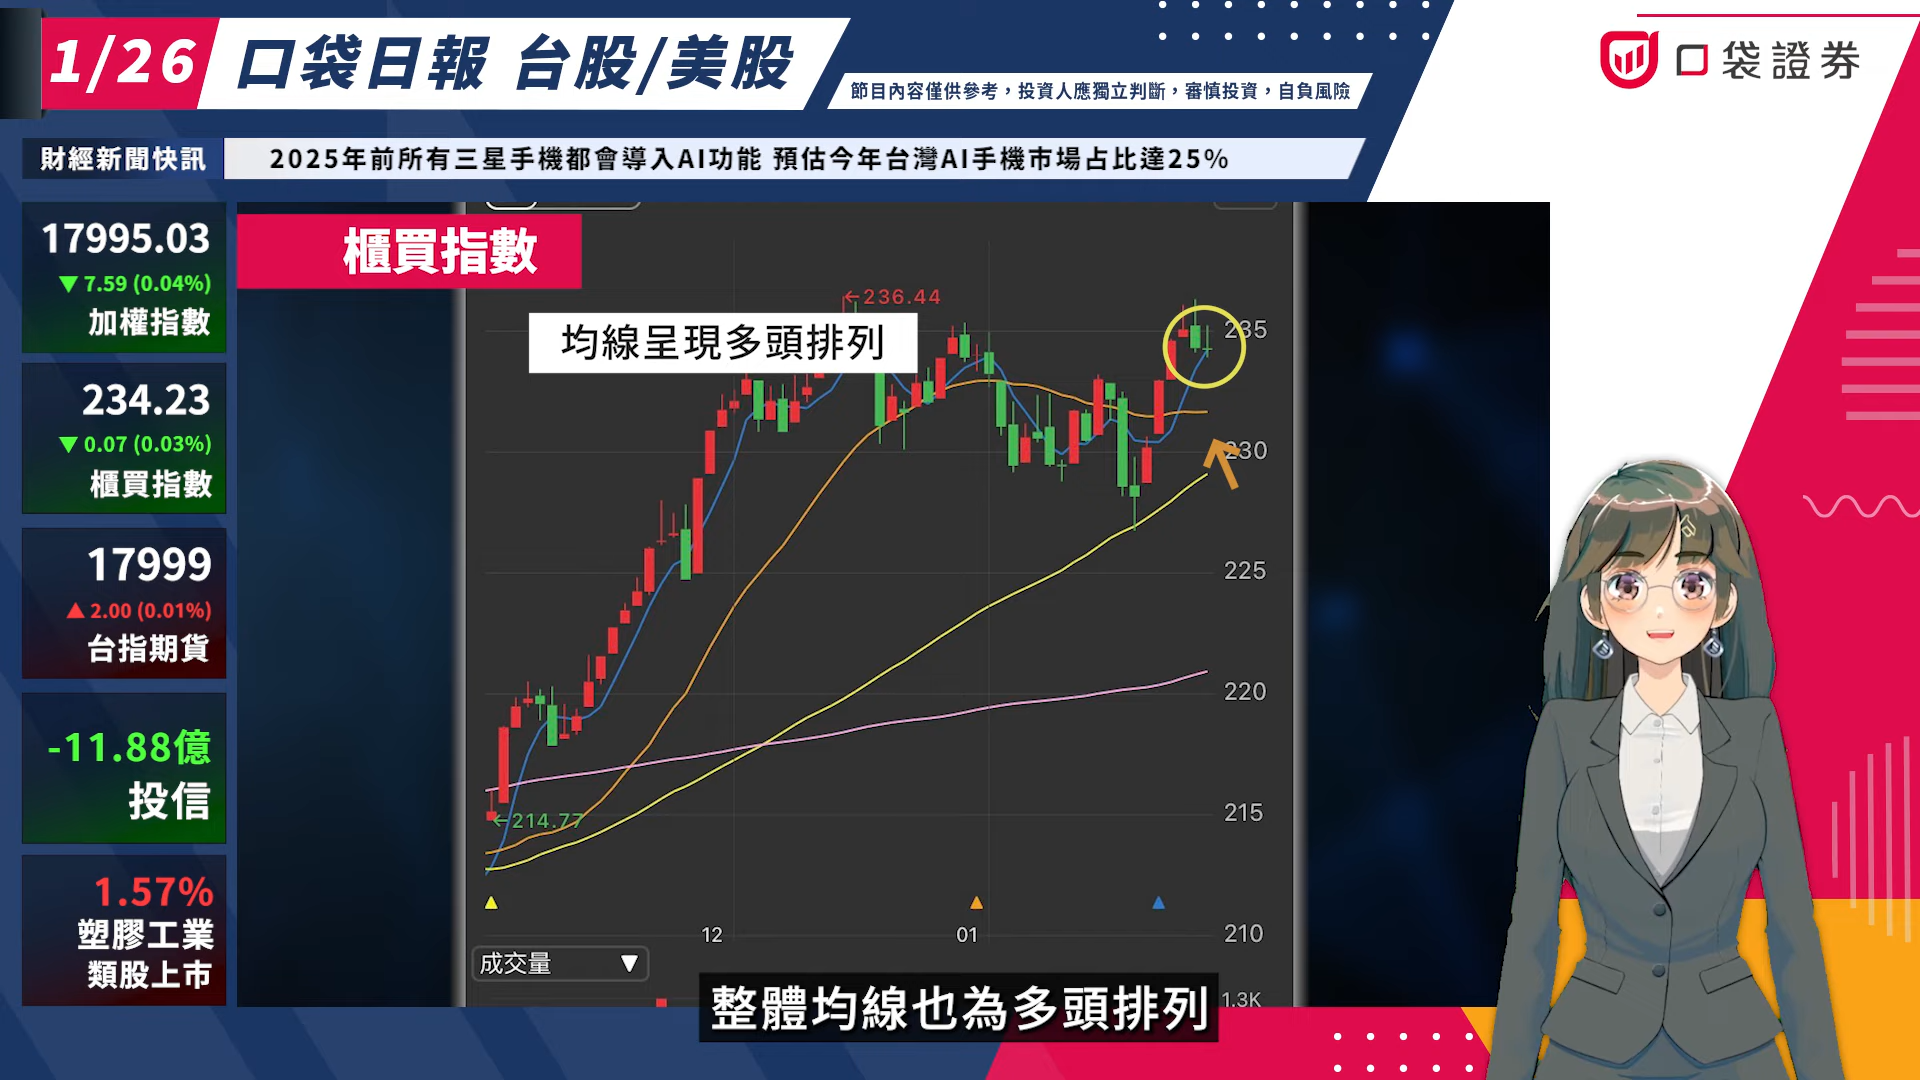 1/26
口袋日報 台股/美股
節目內容僅供參考，投資人應獨立判斷，審慎投資，自負風險
口袋證券
財經新聞快訊
2025年前所有三星手機都會導入AI功能 預估今年台灣AI手機市場占比達25%
17995.03
▼7.59 (0.04%)
加權指數
234.23
▼0.07 (0.03%)
櫃買指數
17999
▲2.00 (0.01%)
台指期貨
-11.88億
投信
1.57%
塑膠工業
類股上市
櫃買指數
均線呈現多頭排列
←236.44
←214.77
235
230
225
220
215
210
12
01
成交量 ▼
1.3K
整體均線也為多頭排列